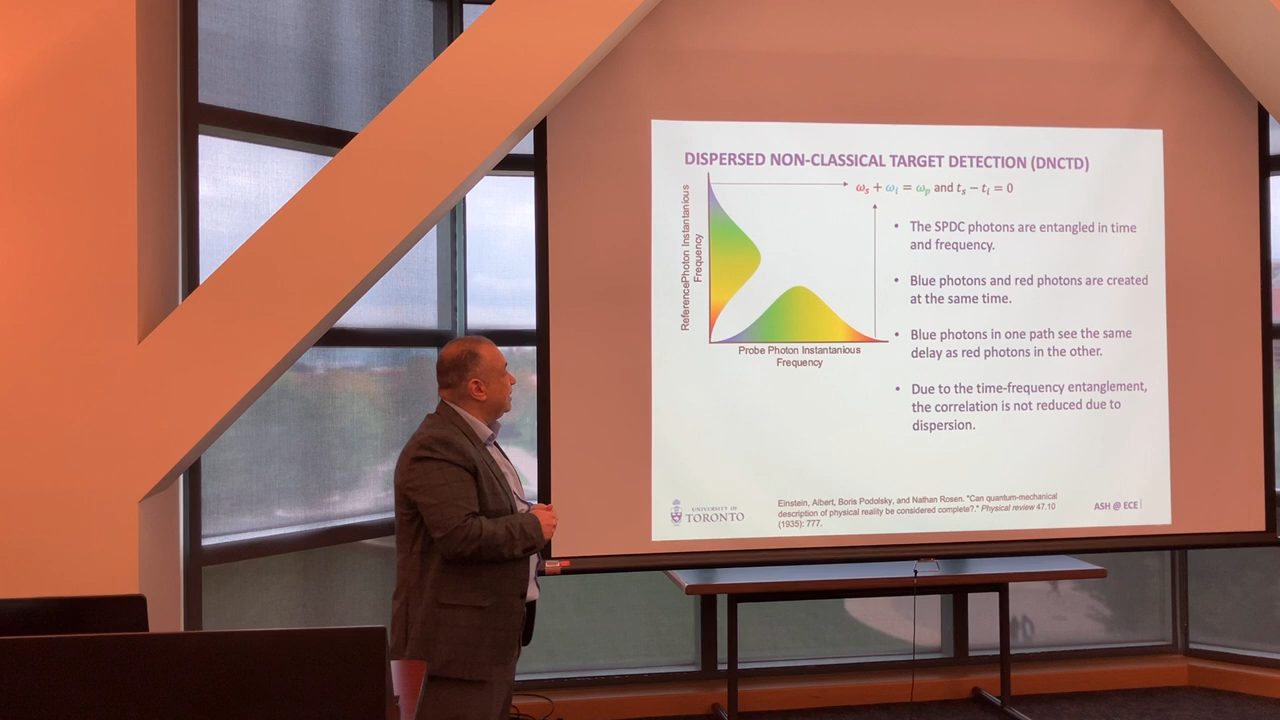 DISPERSED NON-CLASSICAL TARGET DETECTION (DNCTD)
ωs + ωi = ωp and ts − ti = 0
ReferencePhoton Instantanious
Frequency
Probe Photon Instantanious
Frequency
• The SPDC photons are entangled in time
and frequency.
• Blue photons and red photons are created
at the same time.
• Blue photons in one path see the same
delay as red photons in the other.
• Due to the time-frequency entanglement,
the correlation is not reduced due to
dispersion.
UNIVERSITY OF
TORONTO
Einstein, Albert, Boris Podolsky, and Nathan Rosen. "Can quantum-mechanical
description of physical reality be considered complete?." Physical review 47.10
(1935): 777.
ASH @ ECE |